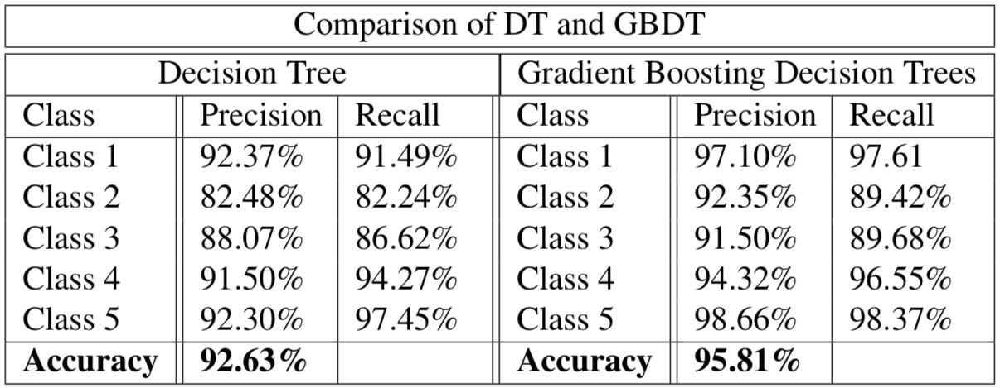 Comparison of DT and GBDT
Decision Tree Gradient Boosting Decision Trees
Class Precision Recall Class Precision Recall
Class 1 92.37% 91.49% Class 1 97.10% 97.61
Class 2 82.48% 82.24% Class 2 92.35% 89.42%
Class 3 88.07% 86.62% Class 3 91.50% 89.68%
Class 4 91.50% 94.27% Class 4 94.32% 96.55%
Class 5 92.30% 97.45% Class 5 98.66% 98.37%
Accuracy 92.63% Accuracy 95.81%